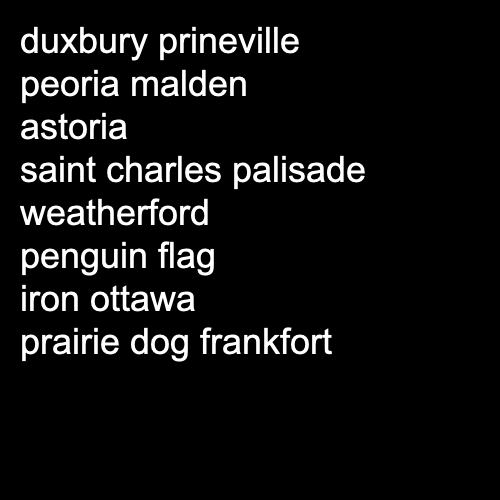 duxbury prineville
peoria malden
astoria
saint charles palisade
weatherford
penguin flag
iron ottawa
prairie dog frankfort